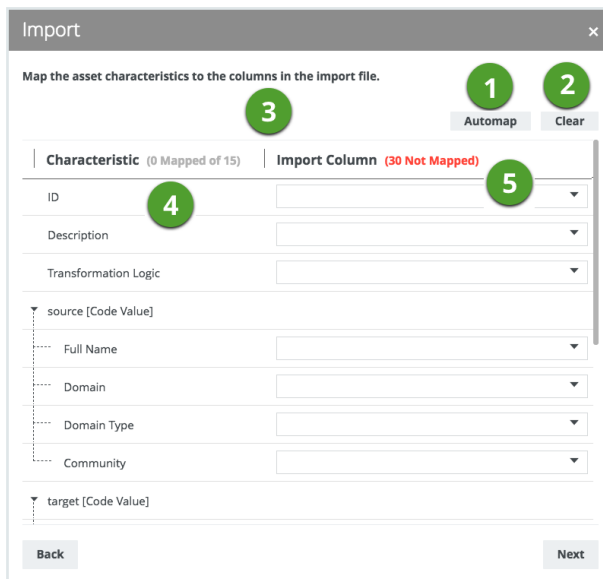 Import ×
Map the asset characteristics to the columns in the import file.
1 2
3
Automap Clear
Characteristic (0 Mapped of 15) Import Column (30 Not Mapped)
5
ID
4
Description
Transformation Logic
source [Code Value]
Full Name
Domain
Domain Type
Community
target [Code Value]
Back Next